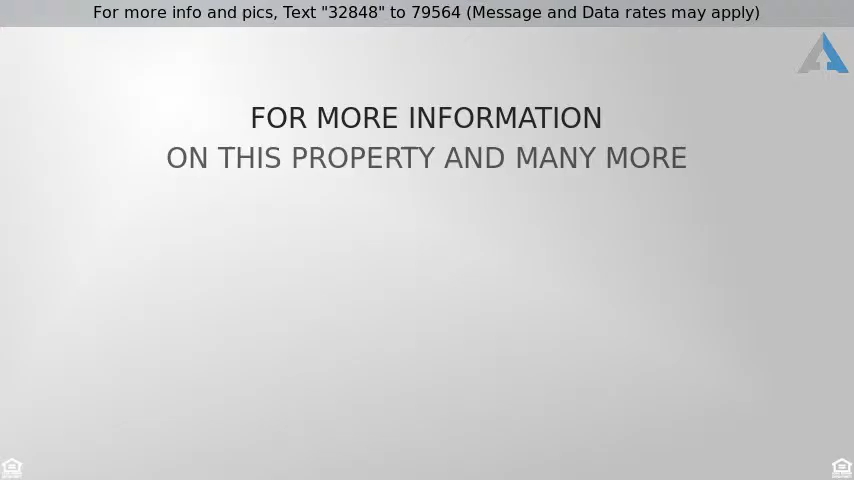 For more info and pics, Text "32848" to 79564 (Message and Data rates may apply)
FOR MORE INFORMATION
ON THIS PROPERTY AND MANY MORE